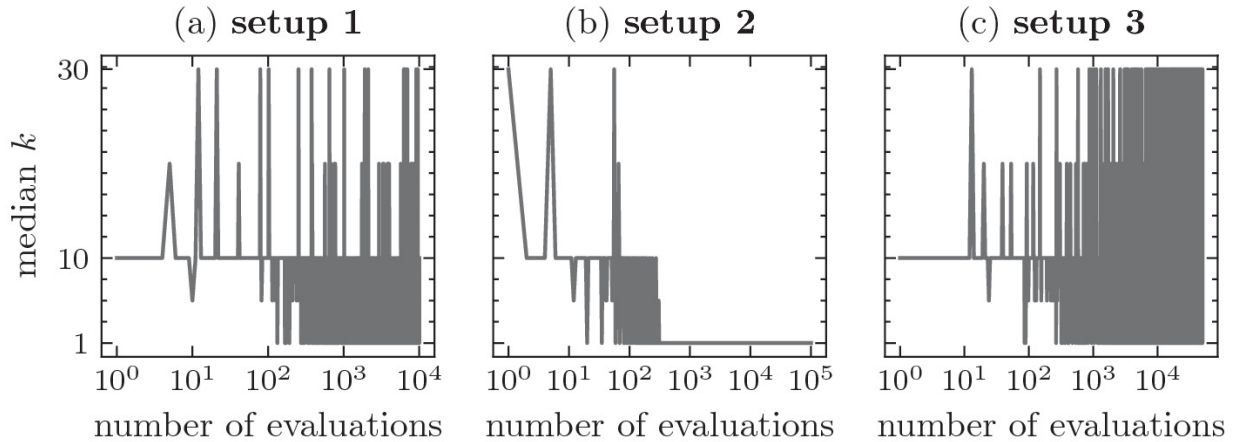 (a) setup 1
(b) setup 2
(c) setup 3
median k
30
10
1
10^0 10^1 10^2 10^3 10^4
10^0 10^1 10^2 10^3 10^4 10^5
10^0 10^1 10^2 10^3 10^4
number of evaluations
number of evaluations
number of evaluations